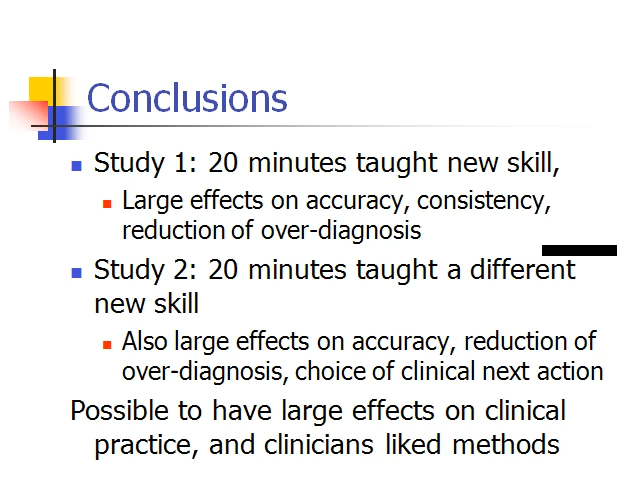 Conclusions
Study 1: 20 minutes taught new skill,
Large effects on accuracy, consistency,
reduction of over-diagnosis
Study 2: 20 minutes taught a different
new skill
Also large effects on accuracy, reduction of
over-diagnosis, choice of clinical next action
Possible to have large effects on clinical
practice, and clinicians liked methods